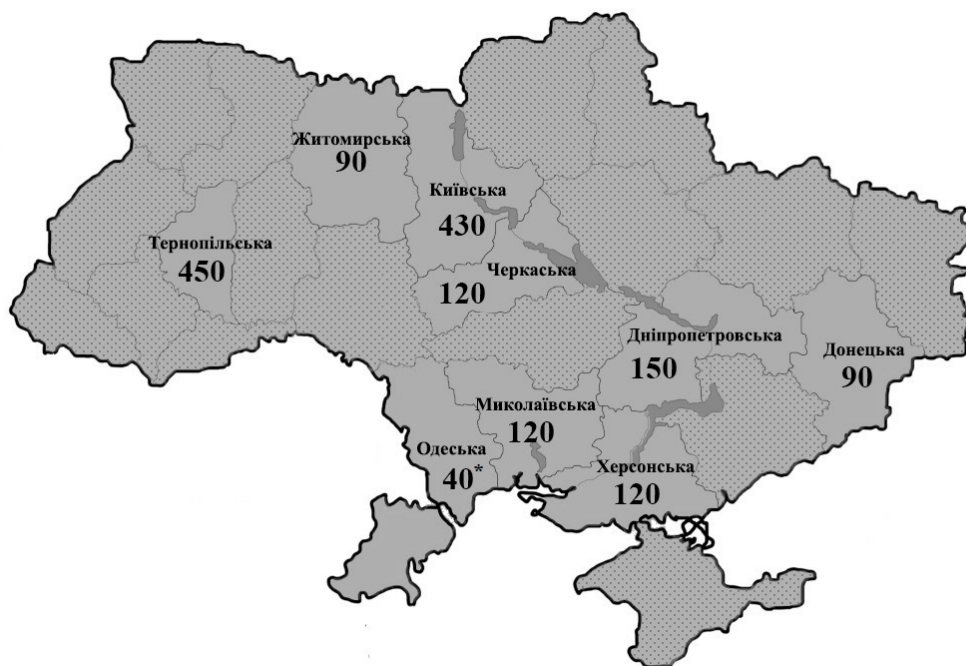 Житомирська
90
Київська
430
Тернопільська
450
Черкаська
120
Дніпропетровська
150
Донецька
90
Миколаївська
120
Одеська
40*
Херсонська
120